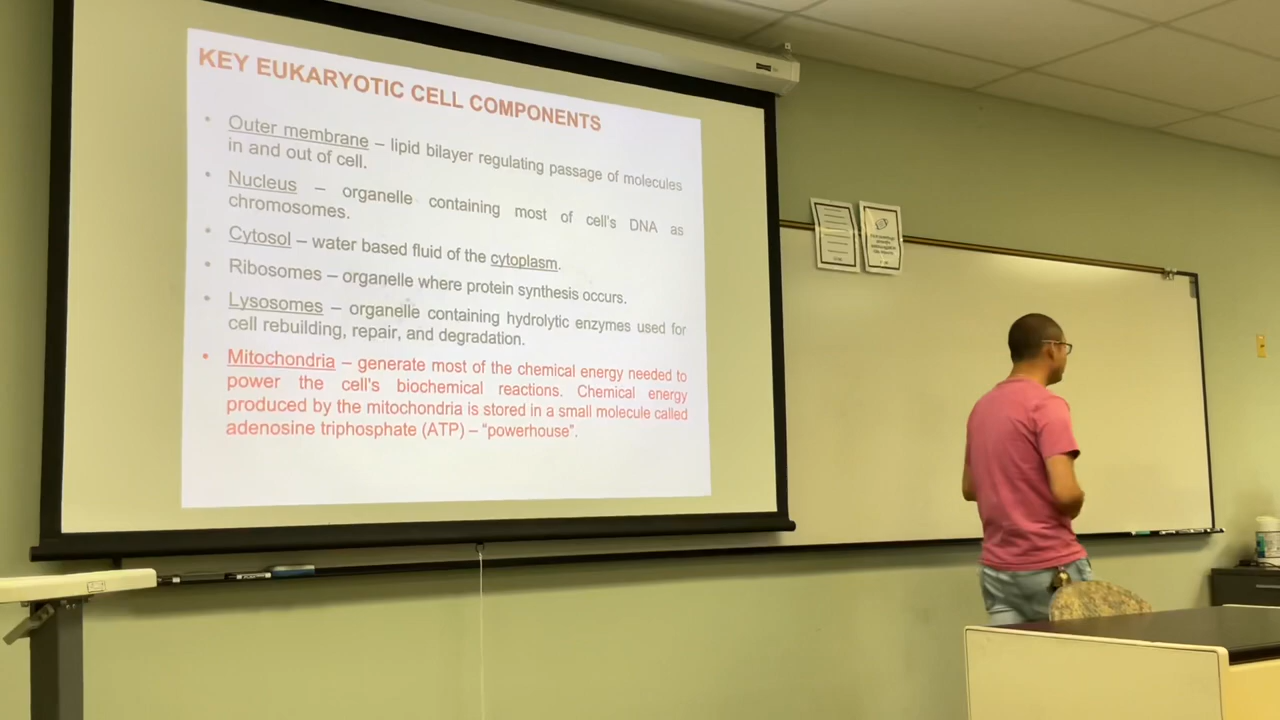 KEY EUKARYOTIC CELL COMPONENTS
• Outer membrane – lipid bilayer regulating passage of molecules
in and out of cell.
• Nucleus – organelle containing most of cell's DNA as
chromosomes.
• Cytosol – water based fluid of the cytoplasm.
• Ribosomes – organelle where protein synthesis occurs.
• Lysosomes – organelle containing hydrolytic enzymes used for
cell rebuilding, repair, and degradation.
• Mitochondria – generate most of the chemical energy needed to
power the cell's biochemical reactions. Chemical energy
produced by the mitochondria is stored in a small molecule called
adenosine triphosphate (ATP) – “powerhouse”.